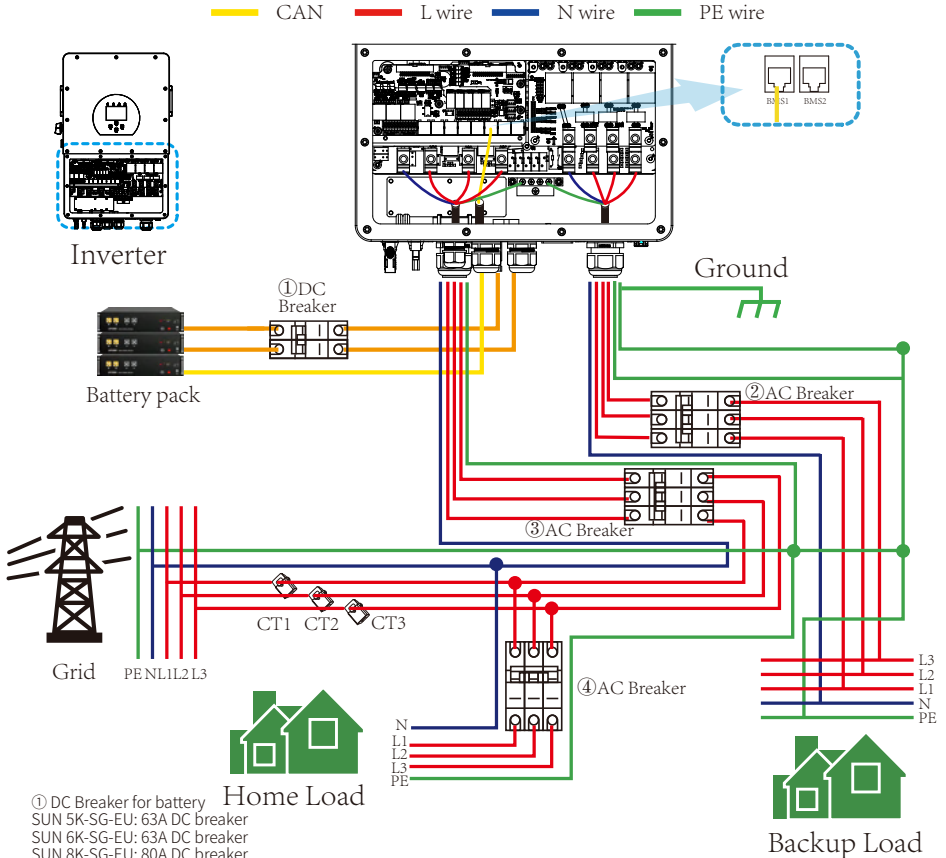 CAN L wire N wire PE wire
BMS1 BMS2
Inverter
Ground
①DC
Breaker
Battery pack
②AC Breaker
③AC Breaker
CT1 CT2 CT3
Grid
PE N L1 L2 L3
④AC Breaker
L3
L2
L1
N
PE
N
L1
L2
L3
PE
Home Load
Backup Load
① DC Breaker for battery
SUN 5K-SG-EU: 63A DC breaker
SUN 6K-SG-EU: 63A DC breaker
SUN 8K-SG-EU: 80A DC breaker